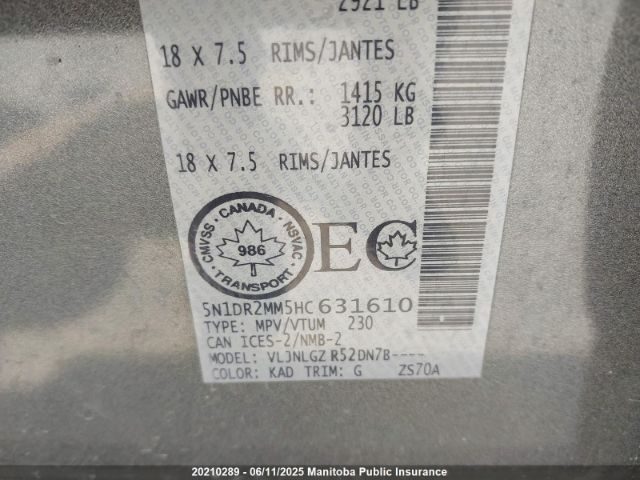 2921 LB
18 X 7.5 RIMS/JANTES
GAWR/PNBE RR.: 1415 KG
3120 LB
18 X 7.5 RIMS/JANTES
CMVSS · CANADA · NSVAC
986
TRANSPORT
EC
5N1DR2MM5HC631610
TYPE: MPV/VTUM 230
CAN ICES-2/NMB-2
MODEL: VLJNLGZ R52DN7B----
COLOR: KAD TRIM: G ZS70A
20210289 - 06/11/2025 Manitoba Public Insurance